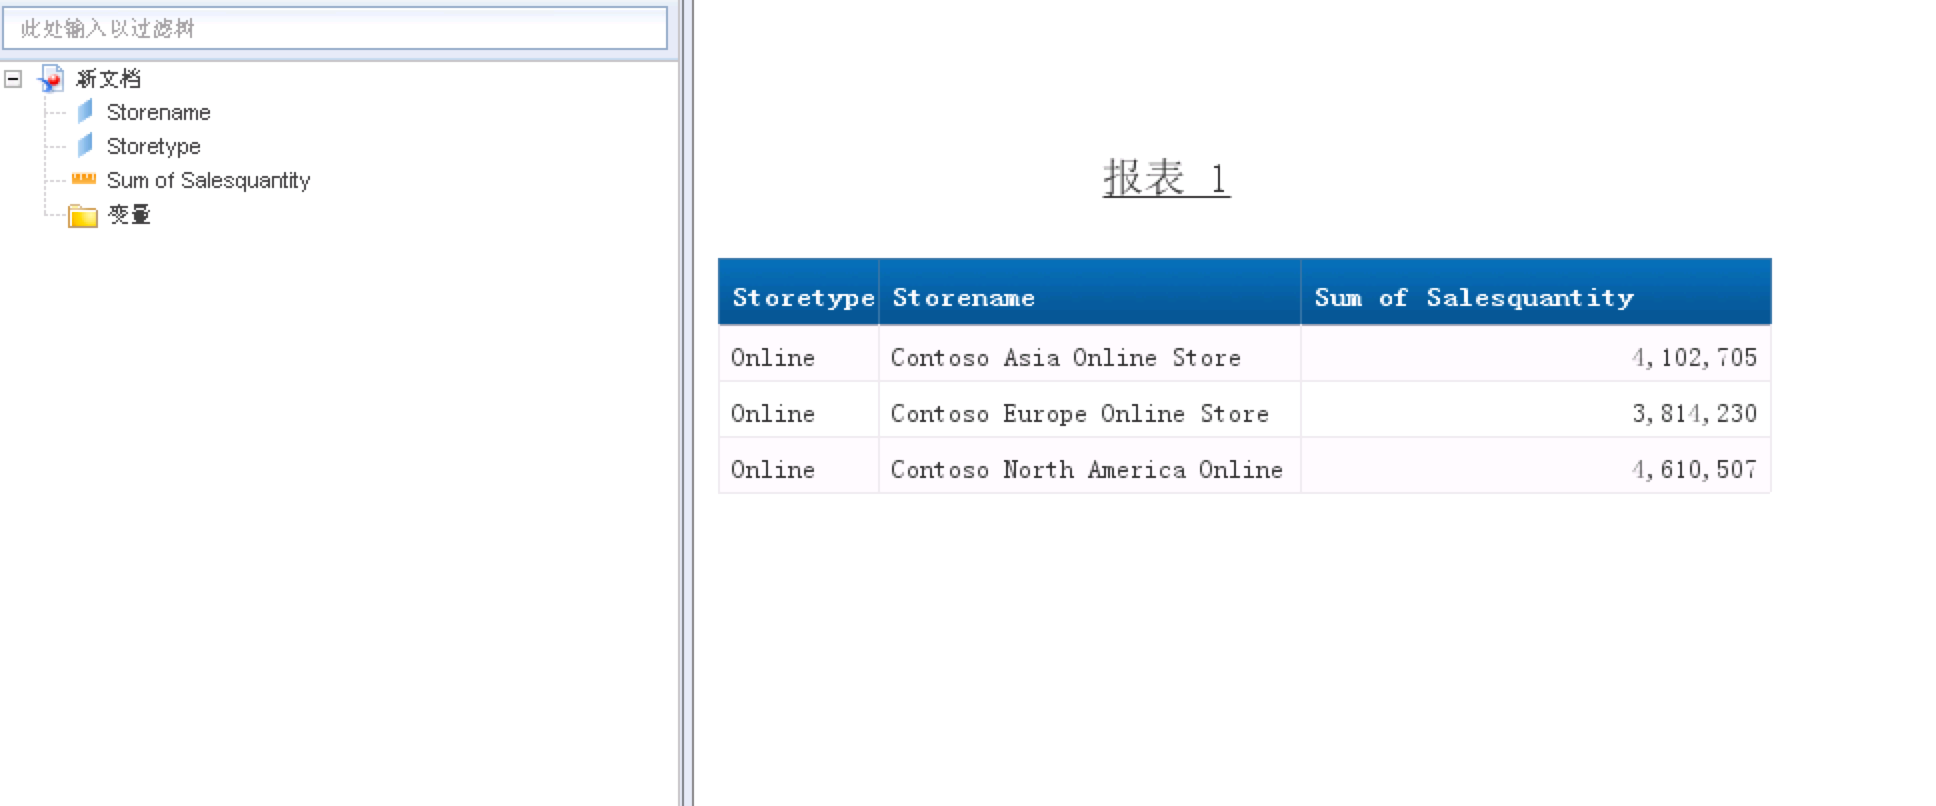 此处输入以过滤树
新文档
Storename
Storetype
Sum of Salesquantity
变量
报表 1
Storetype Storename Sum of Salesquantity
Online Contoso Asia Online Store 4,102,705
Online Contoso Europe Online Store 3,814,230
Online Contoso North America Online 4,610,507